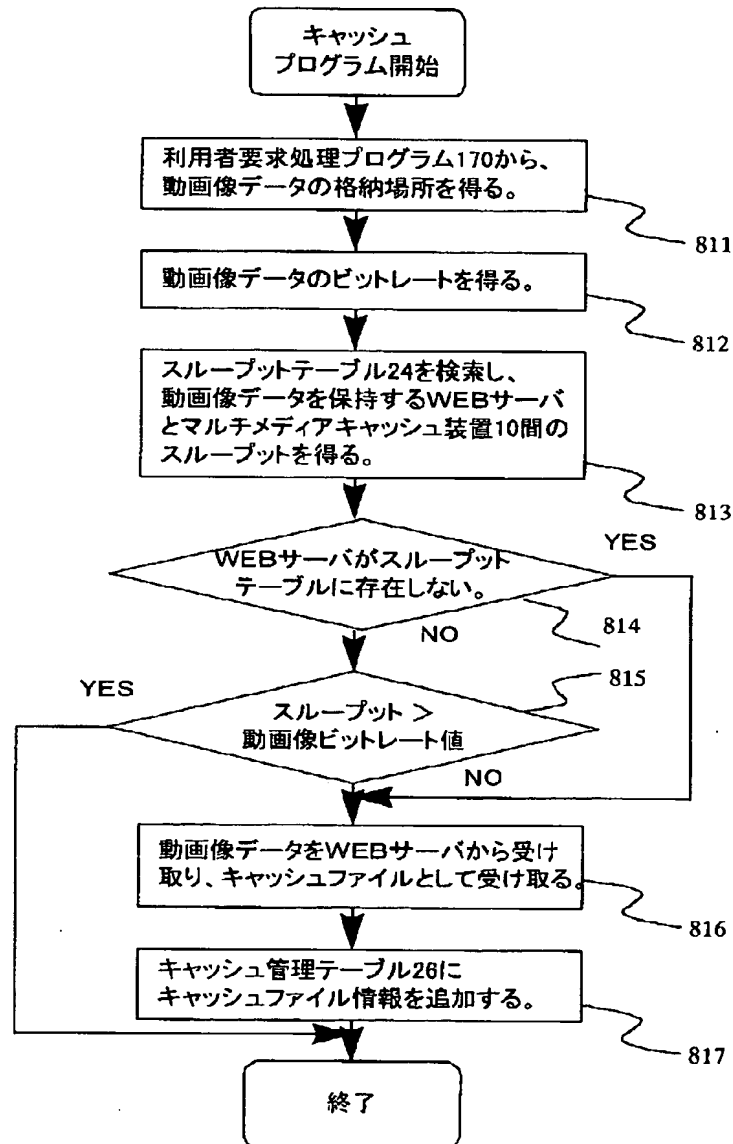 キャッシュ
プログラム開始
利用者要求処理プログラム170から、
動画像データの格納場所を得る。
811
動画像データのビットレートを得る。
812
スループットテーブル24を検索し、
動画像データを保持するWEBサーバ
とマルチメディアキャッシュ装置10間の
スループットを得る。
813
WEBサーバがスループット
テーブルに存在しない。
YES
814
NO
815
YES
スループット >
動画像ビットレート値
NO
動画像データをWEBサーバから受け
取り、キャッシュファイルとして受け取る。
816
キャッシュ管理テーブル26に
キャッシュファイル情報を追加する。
817
終了